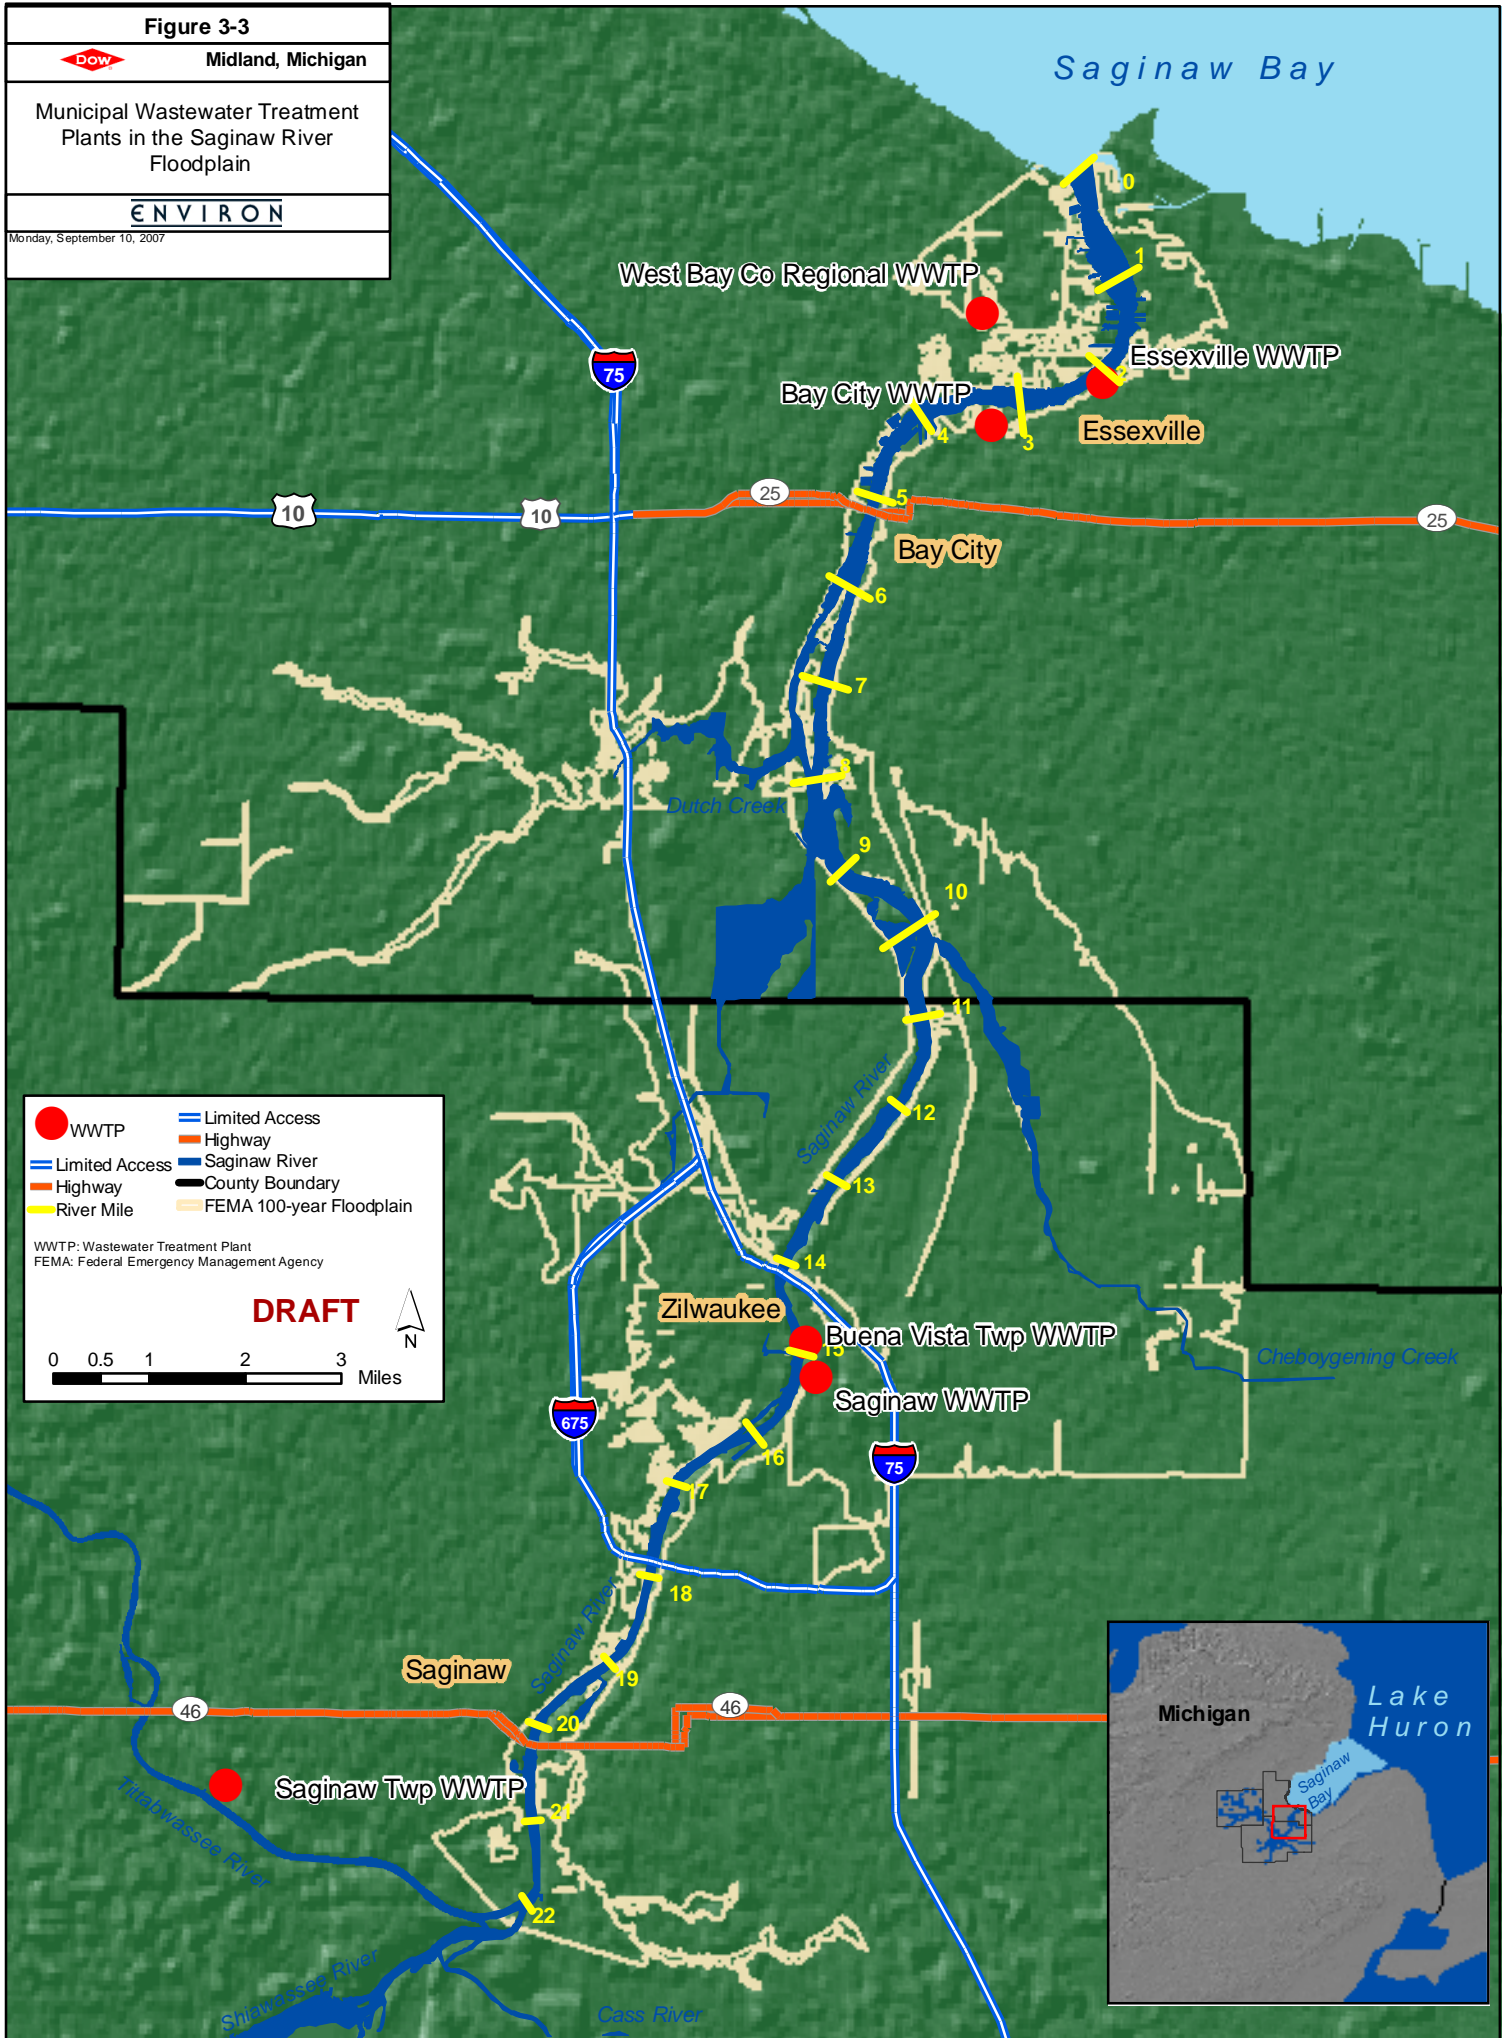 Figure 3-3
DOW
Midland, Michigan
Municipal Wastewater Treatment
Plants in the Saginaw River
Floodplain
ENVIRON
Monday, September 10, 2007
Saginaw Bay
0
1
West Bay Co Regional WWTP
Essexville WWTP
2
75
Bay City WWTP
Essexville
4
3
25
5
10
10
25
Bay City
6
7
8
Dutch Creek
9
10
11
Saginaw River
12
13
14
WWTP
Limited Access
Highway
River Mile
Limited Access
Highway
Saginaw River
County Boundary
FEMA 100-year Floodplain
WWTP: Wastewater Treatment Plant
FEMA: Federal Emergency Management Agency
DRAFT
N
0 0.5 1 2 3
Miles
Zilwaukee
Buena Vista Twp WWTP
15
Cheboygening Creek
Saginaw WWTP
675
16
75
17
18
Saginaw River
Saginaw
19
46
20
46
Saginaw Twp WWTP
Tittabwassee River
21
22
Shiawassee River
Cass River
Michigan
Lake
Huron
Saginaw
Bay